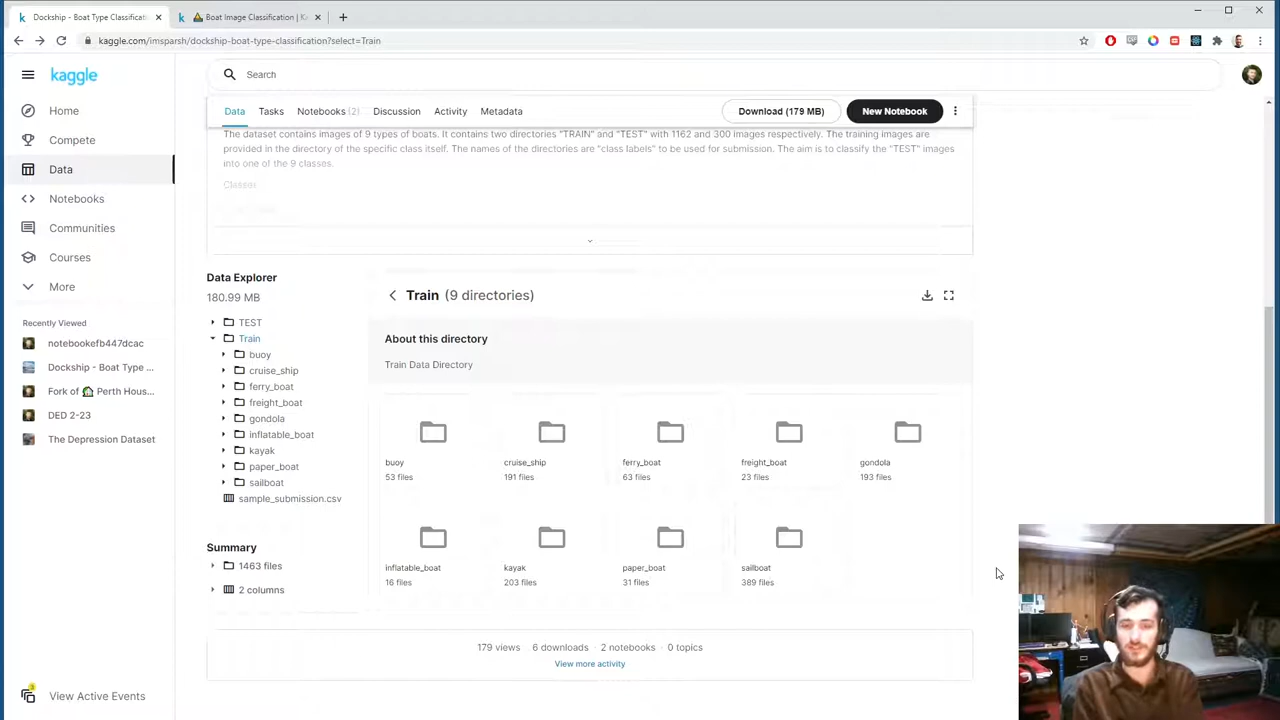 Dockship - Boat Type Classificati
Boat Image Classification | K
kaggle.com/imsparsh/dockship-boat-type-classification?select=Train
kaggle
Search
Home
Compete
Data
Notebooks
Communities
Courses
More
Recently Viewed
notebookefb447dcac
Dockship - Boat Type ...
Fork of Perth Hous...
DED 2-23
The Depression Dataset
View Active Events
Data Tasks Notebooks (2) Discussion Activity Metadata Download (179 MB) New Notebook
The dataset contains images of 9 types of boats. It contains two directories "TRAIN" and "TEST" with 1162 and 300 images respectively. The training images are
provided in the directory of the specific class itself. The names of the directories are "class labels" to be used for submission. The aim is to classify the "TEST" images
into one of the 9 classes.
Classes
Data Explorer
180.99 MB
TEST
Train
buoy
cruise_ship
ferry_boat
freight_boat
gondola
inflatable_boat
kayak
paper_boat
sailboat
sample_submission.csv
Summary
1463 files
2 columns
Train (9 directories)
About this directory
Train Data Directory
buoy cruise_ship ferry_boat freight_boat gondola
53 files 191 files 63 files 23 files 193 files
inflatable_boat kayak paper_boat sailboat
16 files 203 files 31 files 389 files
179 views 6 downloads 2 notebooks 0 topics
View more activity